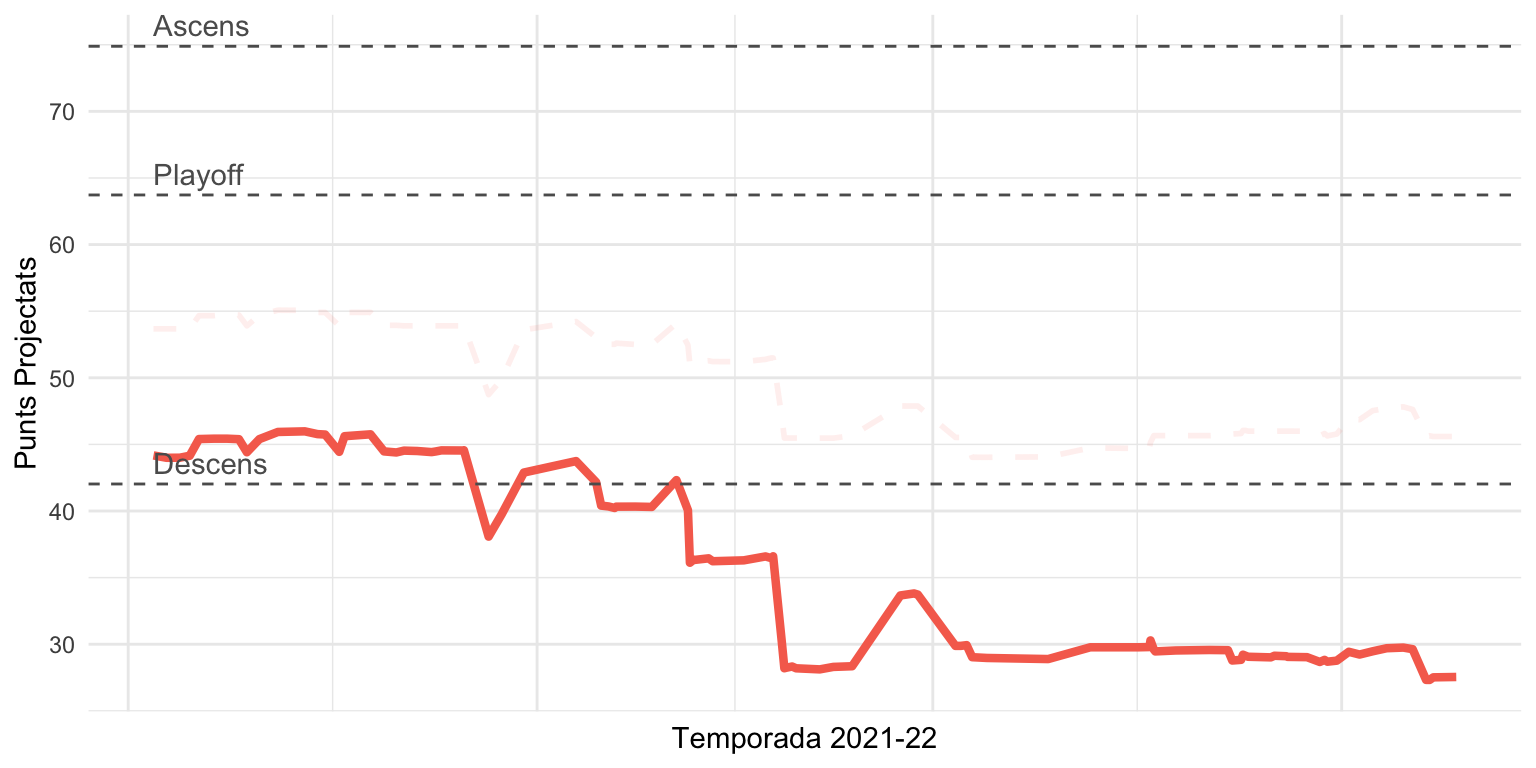 Ascens
70
Playoff
60
50
Descens
40
30
Punts Projectats
Temporada 2021-22